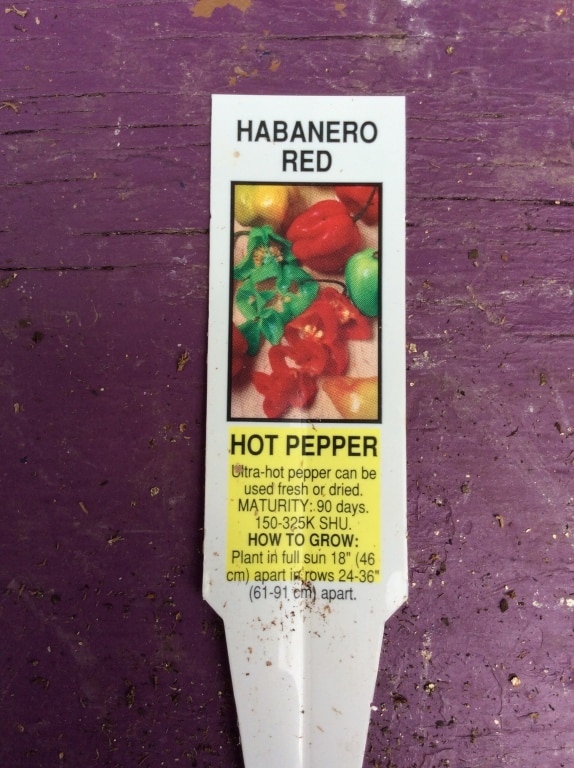 HABANERO
RED
HOT PEPPER
Ultra-hot pepper can be
used fresh or dried.
MATURITY: 90 days.
150-325K SHU.
HOW TO GROW:
Plant in full sun 18" (46
cm) apart in rows 24-36"
(61-91 cm) apart.